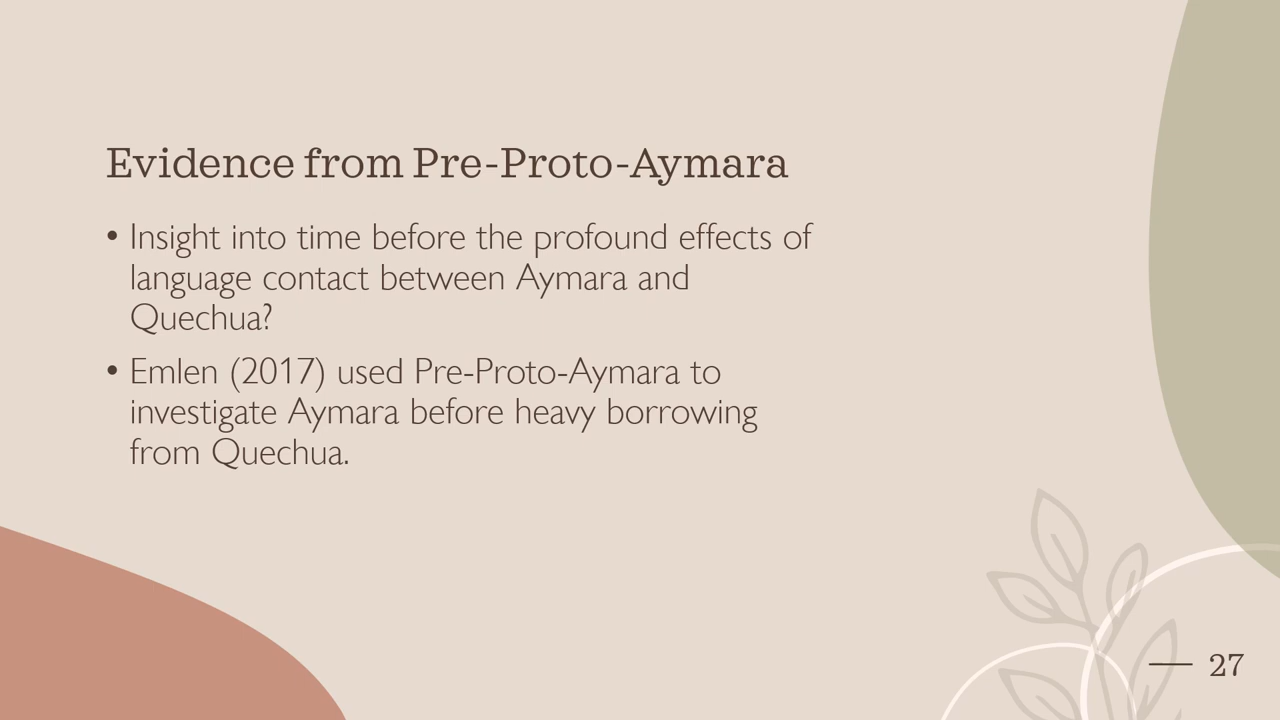 Evidence from Pre-Proto-Aymara
• Insight into time before the profound effects of
language contact between Aymara and
Quechua?
• Emlen (2017) used Pre-Proto-Aymara to
investigate Aymara before heavy borrowing
from Quechua.
27